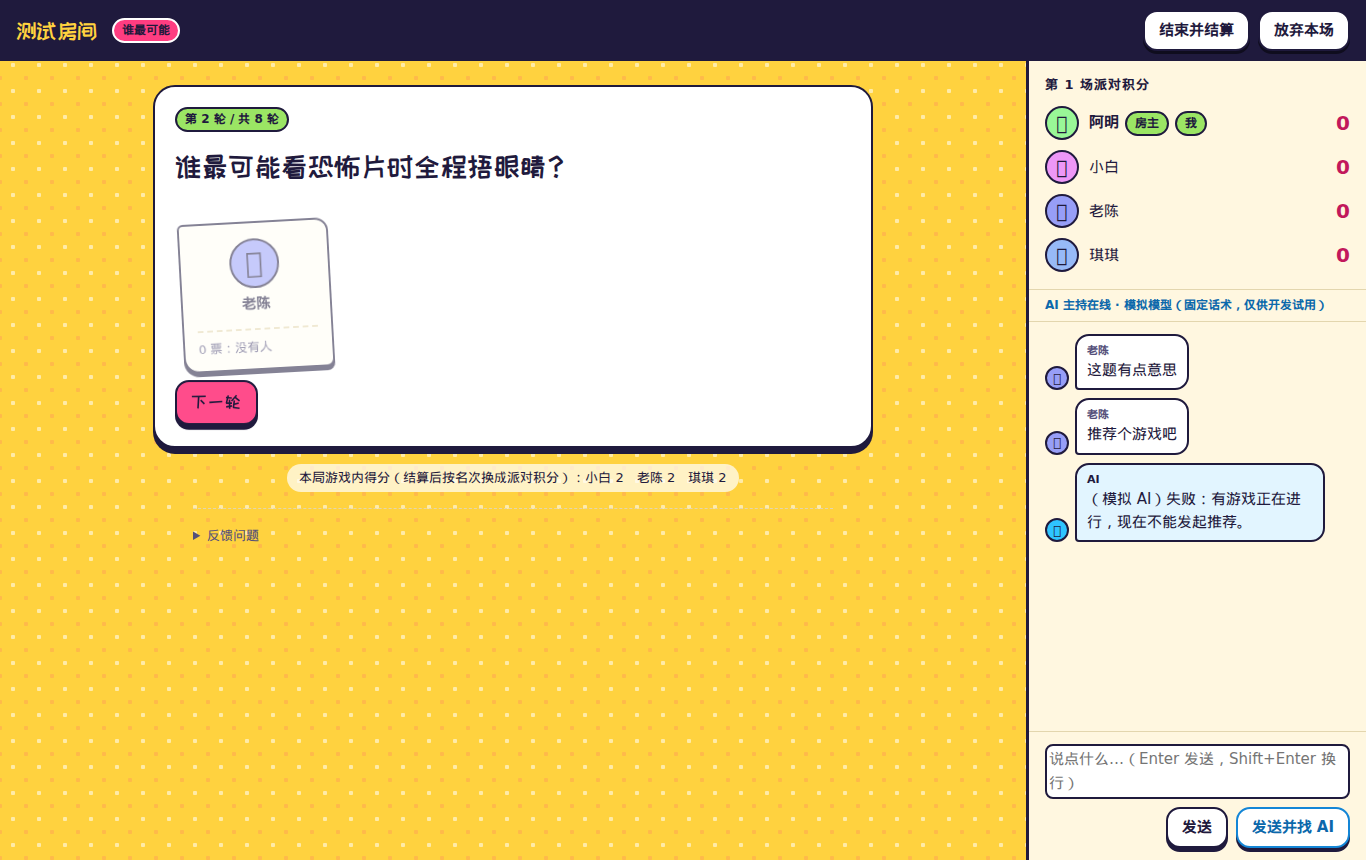 测试房间 谁最可能 结束并结算 放弃本场
第 2 轮 / 共 8 轮
谁最可能看恐怖片时全程捂眼睛？
老陈
0 票：没有人
下一轮
本局游戏内得分（结算后按名次换成派对积分）：小白 2 老陈 2 琪琪 2
▶ 反馈问题
第 1 场派对积分
阿明 房主 我 0
小白 0
老陈 0
琪琪 0
AI 主持在线 · 模拟模型（固定话术，仅供开发试用）
老陈
这题有点意思
老陈
推荐个游戏吧
AI
（模拟 AI）失败：有游戏正在进
行，现在不能发起推荐。
说点什么…（Enter 发送，Shift+Enter 换
行）
发送 发送并找 AI